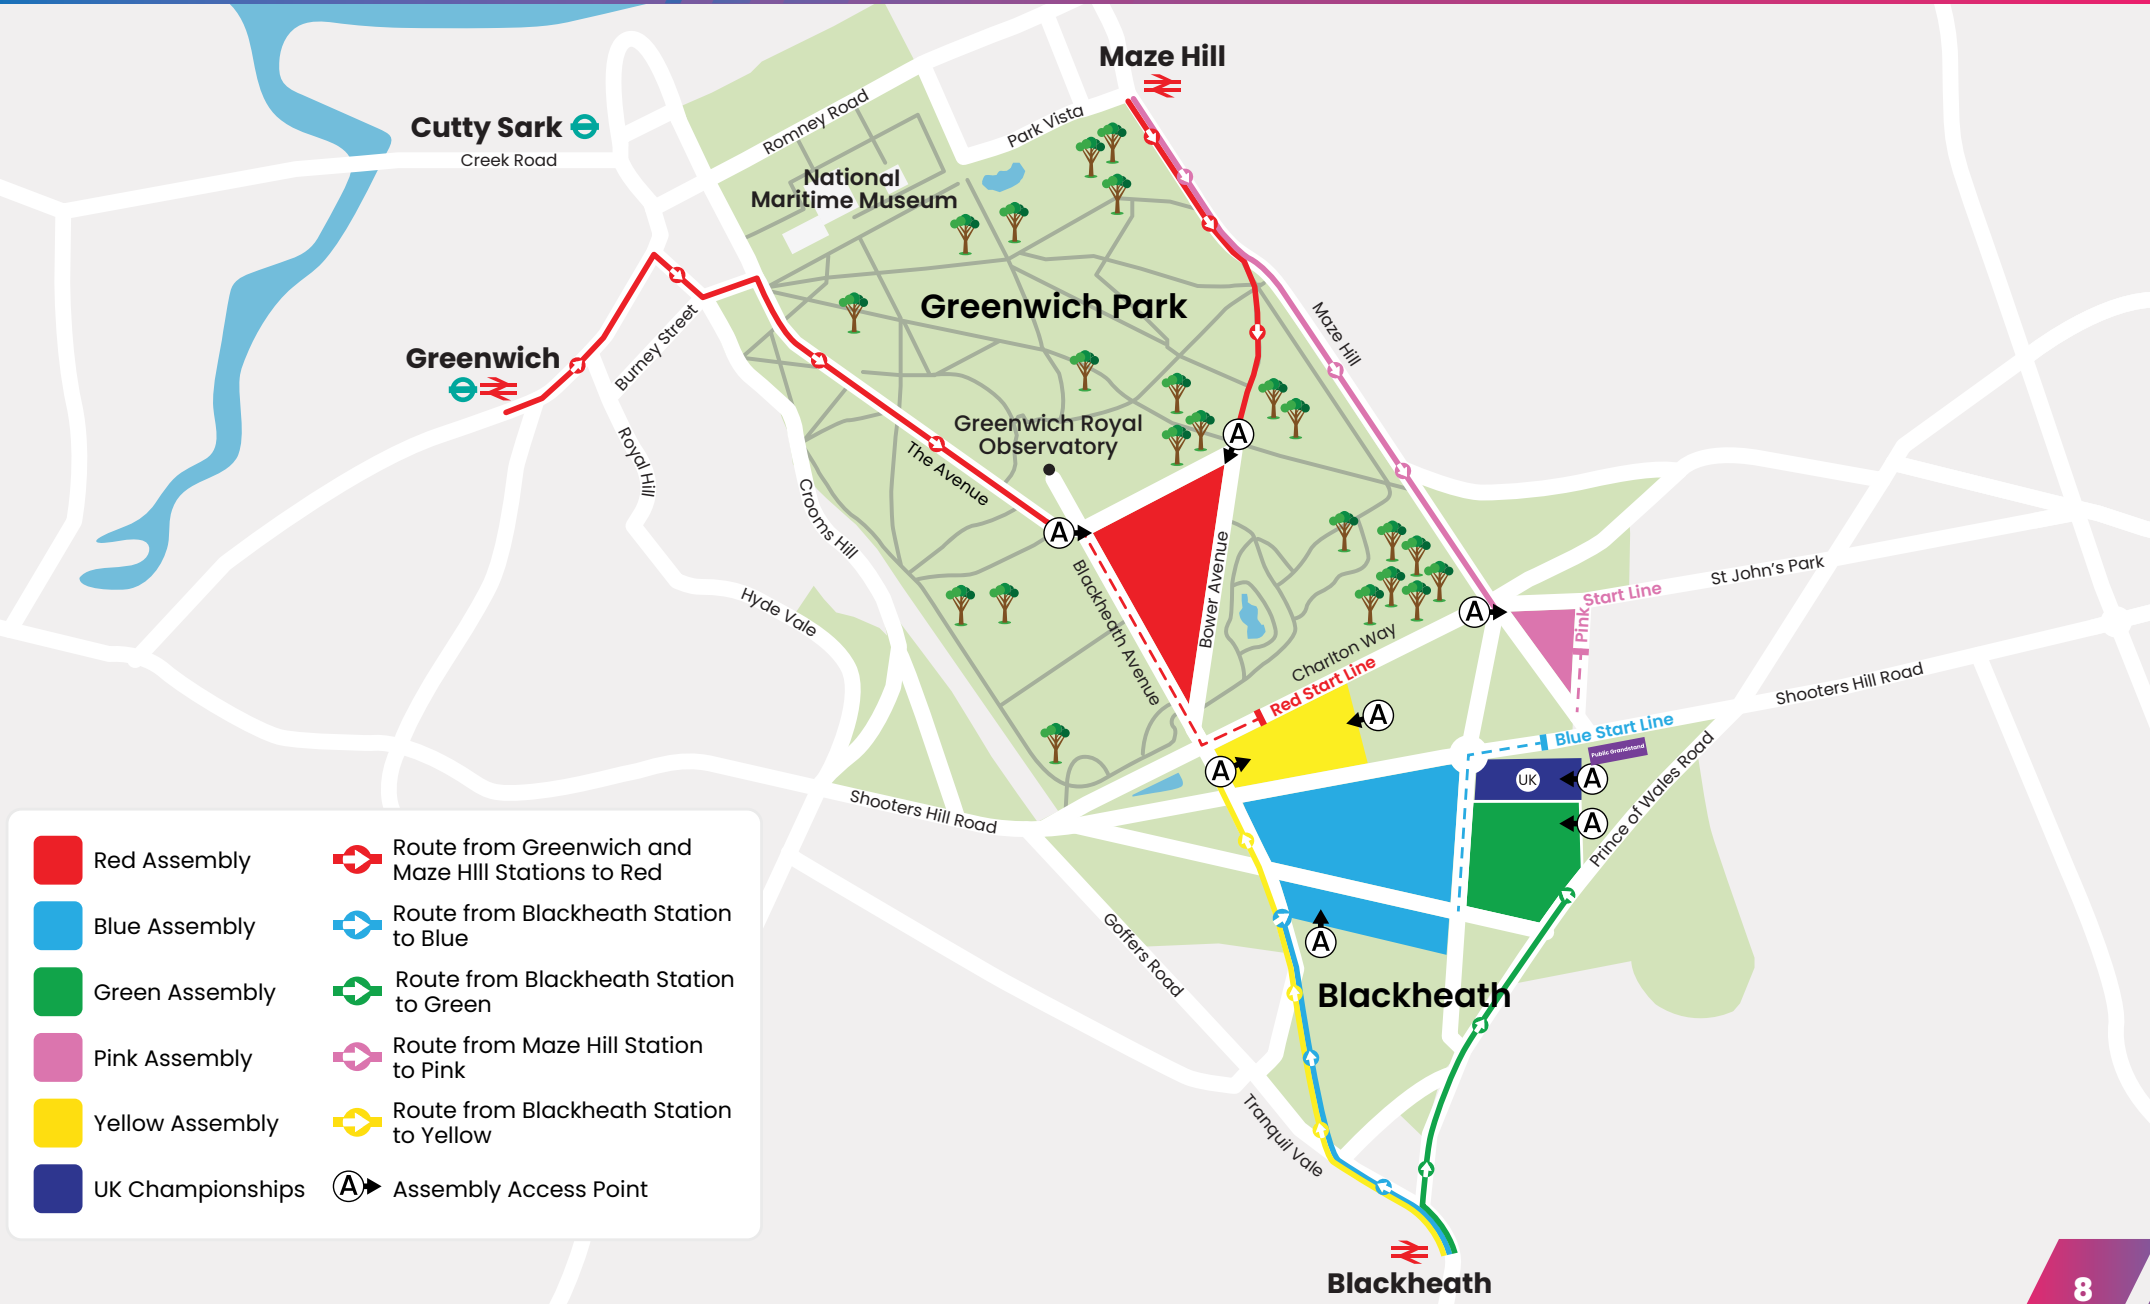 Maze Hill
Cutty Sark
Creek Road
Romney Road
Park Vista
National
Maritime Museum
Greenwich Park
Maze Hill
Greenwich
Burney Street
Royal Hill
Greenwich Royal
Observatory
The Avenue
A
A
Crooms Hill
Blackheath Avenue
Bower Avenue
Hyde Vale
Charlton Way
Red Start Line
A
Pink Start Line
St John's Park
Shooters Hill Road
A
Blue Start Line
Public Grandstand
A
UK
A
A
Prince of Wales Road
Shooters Hill Road
A
Goffers Road
Blackheath
Tranquil Vale
Blackheath
Red Assembly
Route from Greenwich and
Maze HIll Stations to Red
Blue Assembly
Route from Blackheath Station
to Blue
Green Assembly
Route from Blackheath Station
to Green
Pink Assembly
Route from Maze Hill Station
to Pink
Yellow Assembly
Route from Blackheath Station
to Yellow
UK Championships
A
Assembly Access Point
8